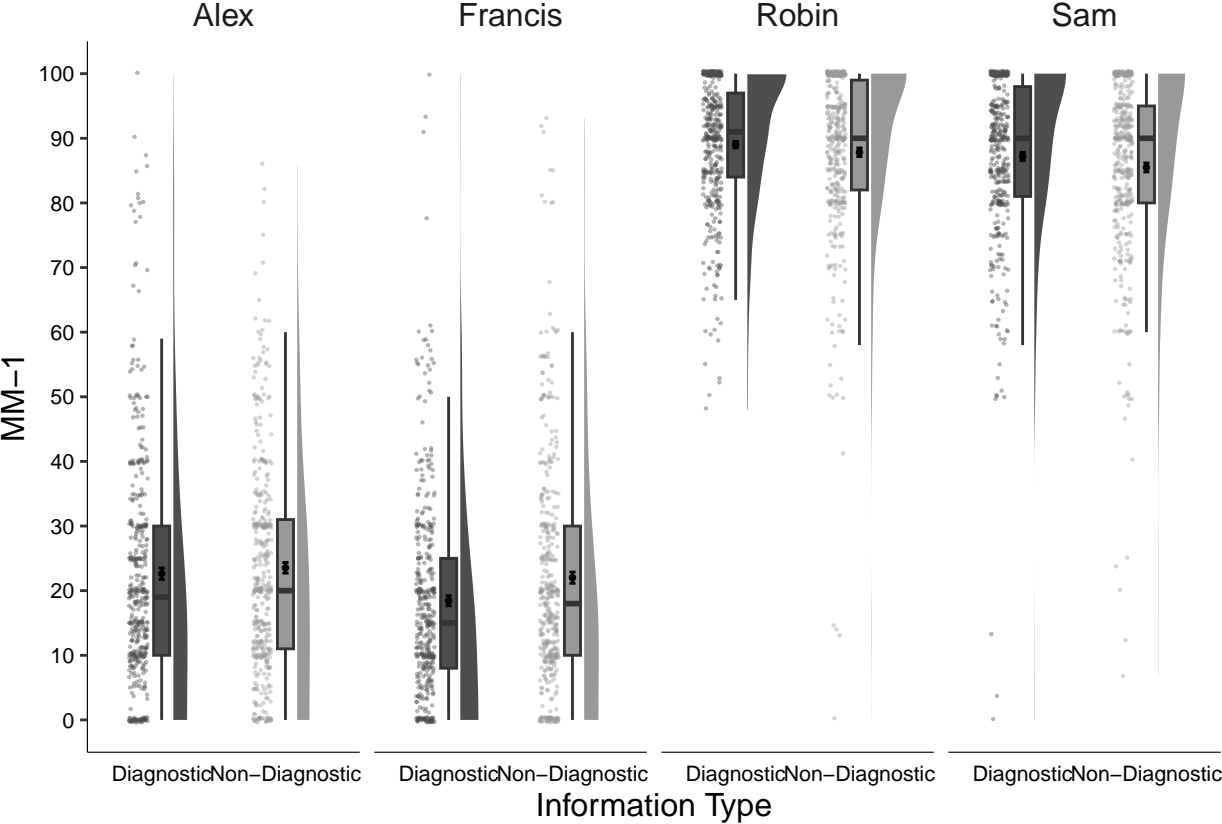 Alex Francis Robin Sam
MM−1
100
90
80
70
60
50
40
30
20
10
0
Diagnostic Non−Diagnostic Diagnostic Non−Diagnostic Diagnostic Non−Diagnostic Diagnostic Non−Diagnostic
Information Type